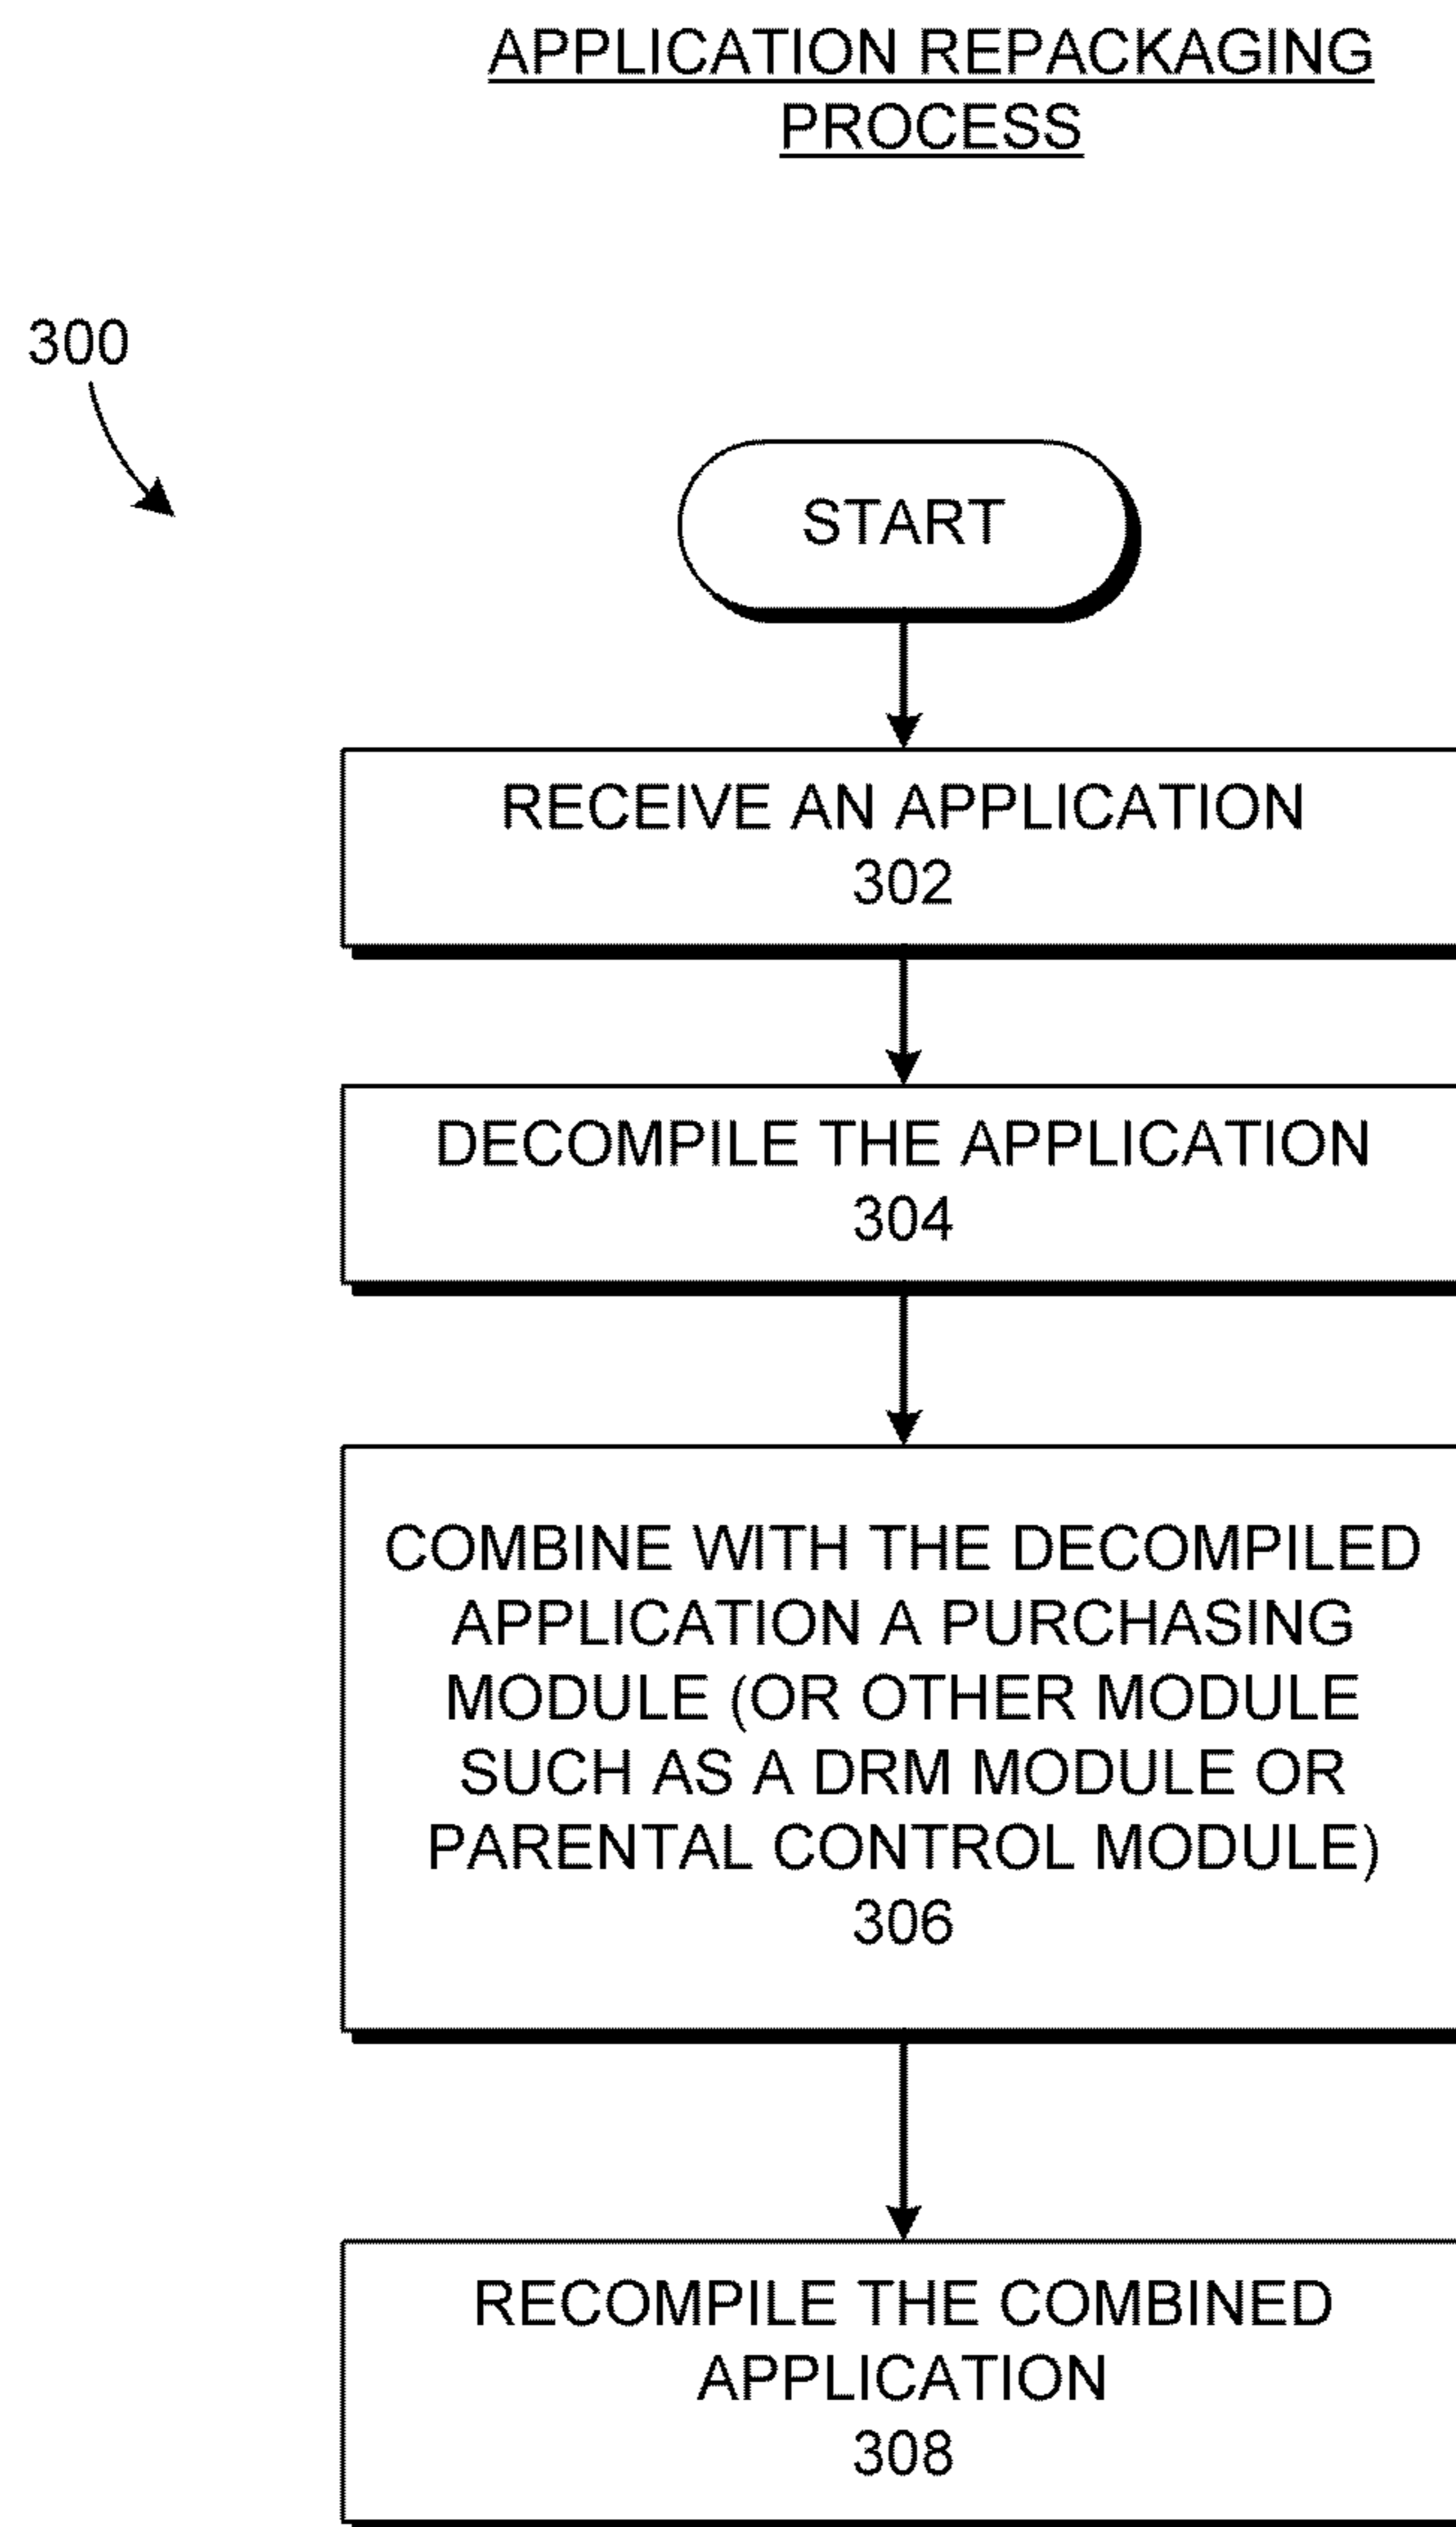 APPLICATION REPACKAGING
PROCESS
300
START
RECEIVE AN APPLICATION
302
DECOMPILE THE APPLICATION
304
COMBINE WITH THE DECOMPILED
APPLICATION A PURCHASING
MODULE (OR OTHER MODULE
SUCH AS A DRM MODULE OR
PARENTAL CONTROL MODULE)
306
RECOMPILE THE COMBINED
APPLICATION
308